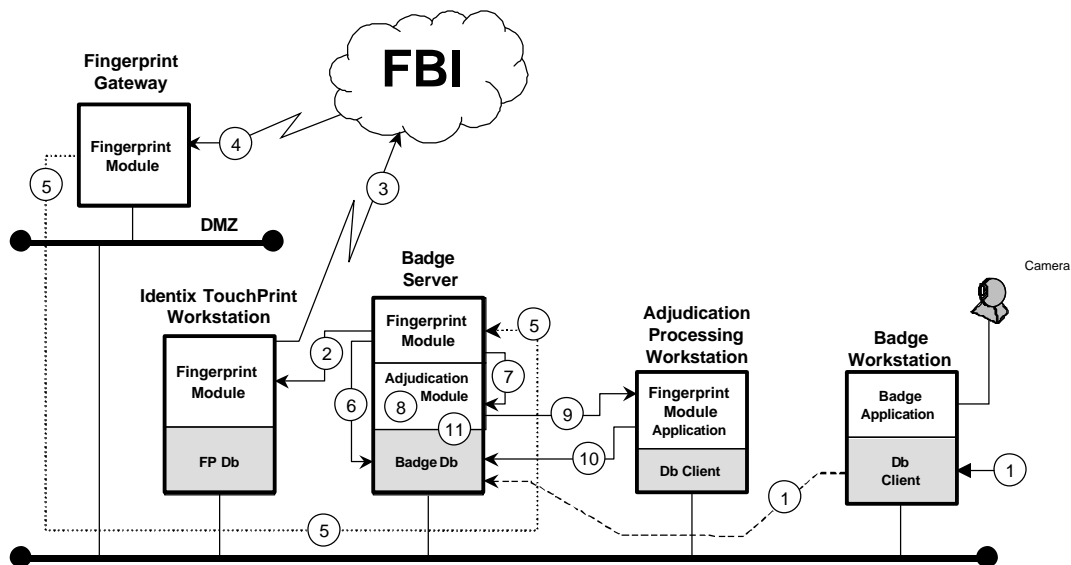 FBI
Fingerprint
Gateway
Fingerprint
Module
4
5
3
DMZ
Camera
Badge
Server
Identix TouchPrint
Workstation
Adjudication
Processing
Workstation
Badge
Workstation
Fingerprint
Module
5
2
Fingerprint
Module
7
Fingerprint
Module
Application
Badge
Application
Adjudication
Module
6
8
9
11
FP Db
Badge Db
10
Db Client
Db
Client
1
1
5